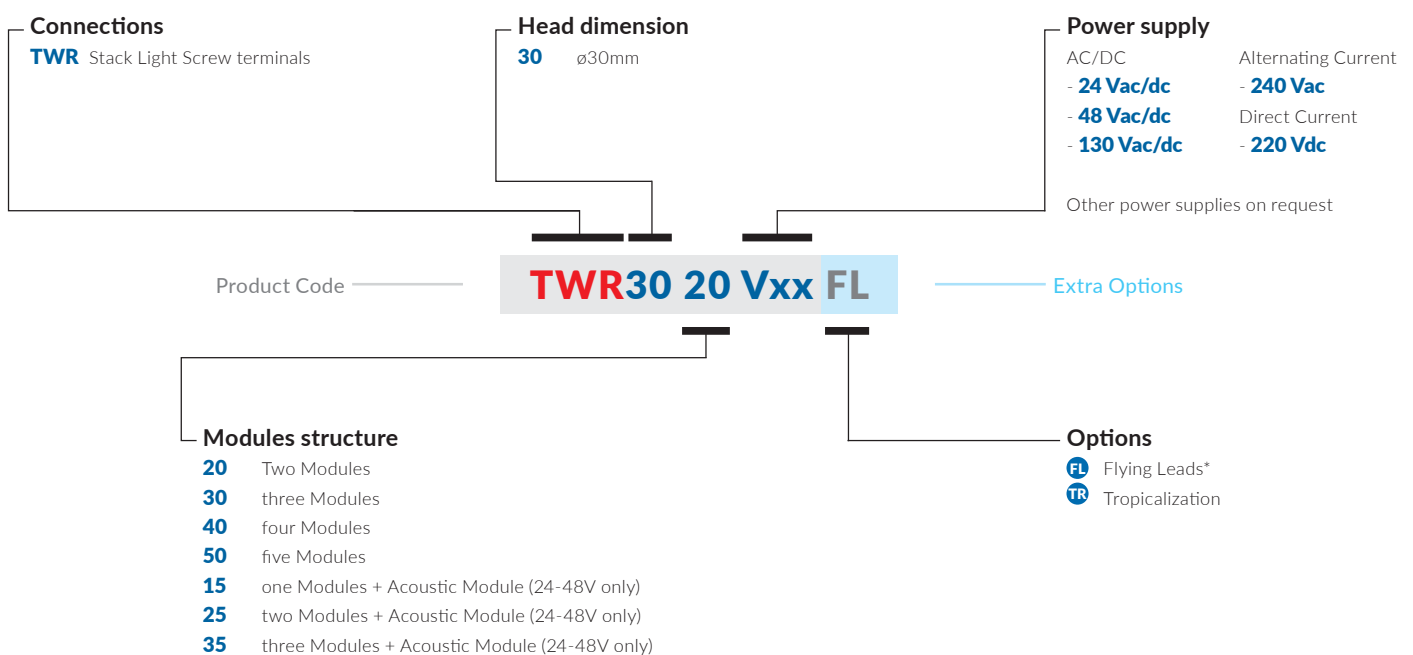 Connections
TWR Stack Light Screw terminals
Head dimension
30 ø30mm
Power supply
AC/DC
- 24 Vac/dc
- 48 Vac/dc
- 130 Vac/dc
Alternating Current
- 240 Vac
Direct Current
- 220 Vdc
Other power supplies on request
Product Code
TWR30 20 Vxx FL
Extra Options
Modules structure
20 Two Modules
30 three Modules
40 four Modules
50 five Modules
15 one Modules + Acoustic Module (24-48V only)
25 two Modules + Acoustic Module (24-48V only)
35 three Modules + Acoustic Module (24-48V only)
Options
FL Flying Leads*
TR Tropicalization